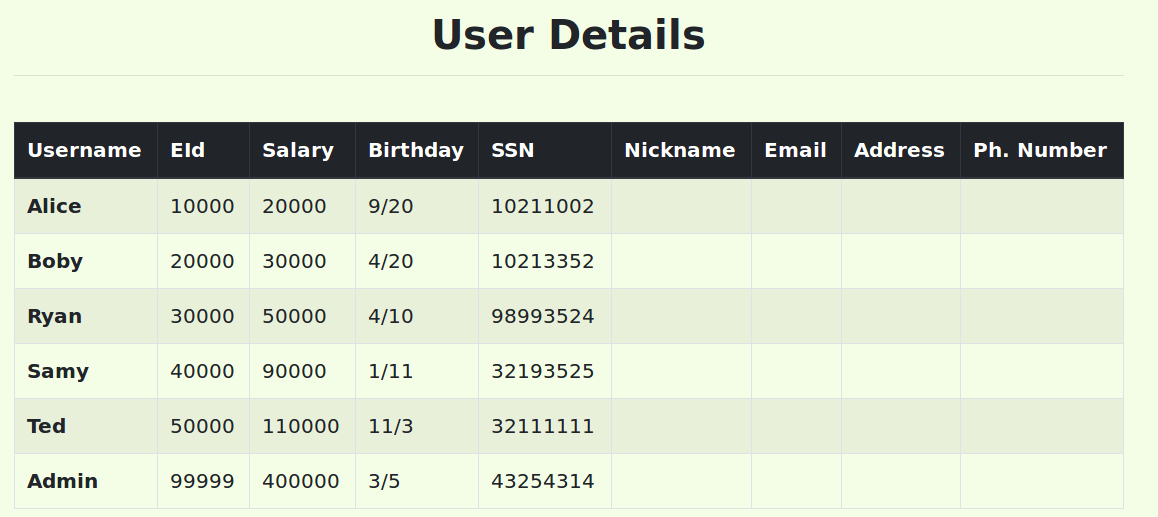 User Details
Username EId Salary Birthday SSN Nickname Email Address Ph. Number
Alice 10000 20000 9/20 10211002
Boby 20000 30000 4/20 10213352
Ryan 30000 50000 4/10 98993524
Samy 40000 90000 1/11 32193525
Ted 50000 110000 11/3 32111111
Admin 99999 400000 3/5 43254314